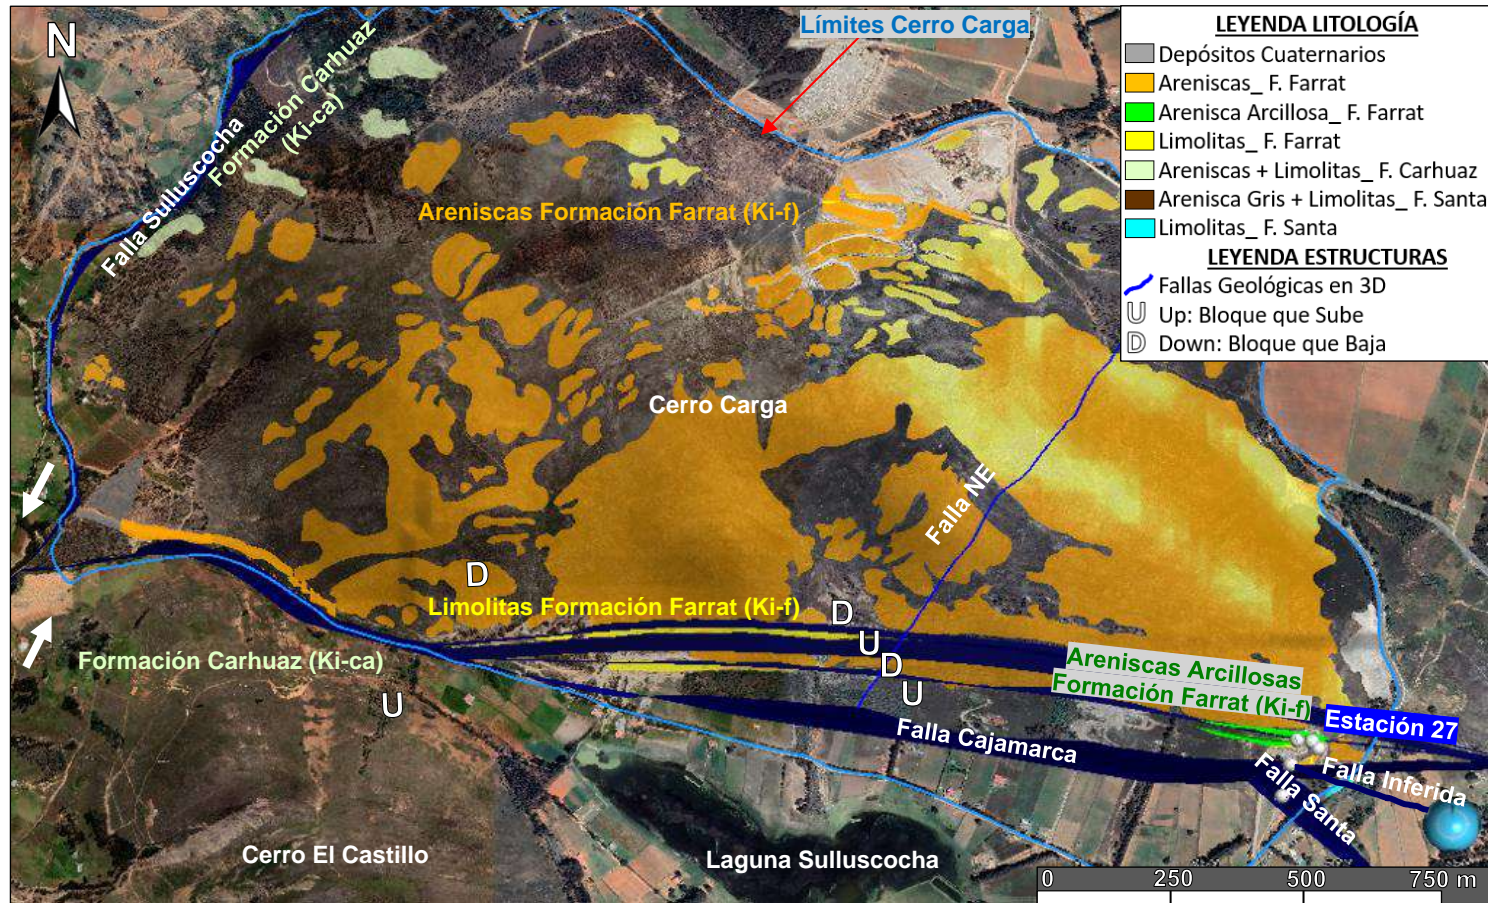 N
Límites Cerro Carga
Formación Carhuaz
(Ki-ca)
Falla Sulluscocha
Areniscas Formación Farrat (Ki-f)
Cerro Carga
Falla NE
D
Limolitas Formación Farrat (Ki-f)
D
U
D
U
Formación Carhuaz (Ki-ca)
U
Areniscas Arcillosas
Formación Farrat (Ki-f)
Estación 27
Falla Cajamarca
Falla Inferida
Falla Santa
Cerro El Castillo
Laguna Sulluscocha
LEYENDA LITOLOGÍA
Depósitos Cuaternarios
Areniscas_ F. Farrat
Arenisca Arcillosa_ F. Farrat
Limolitas_ F. Farrat
Areniscas + Limolitas_ F. Carhuaz
Arenisca Gris + Limolitas_ F. Santa
Limolitas_ F. Santa
LEYENDA ESTRUCTURAS
Fallas Geológicas en 3D
U Up: Bloque que Sube
D Down: Bloque que Baja
0 250 500 750 m